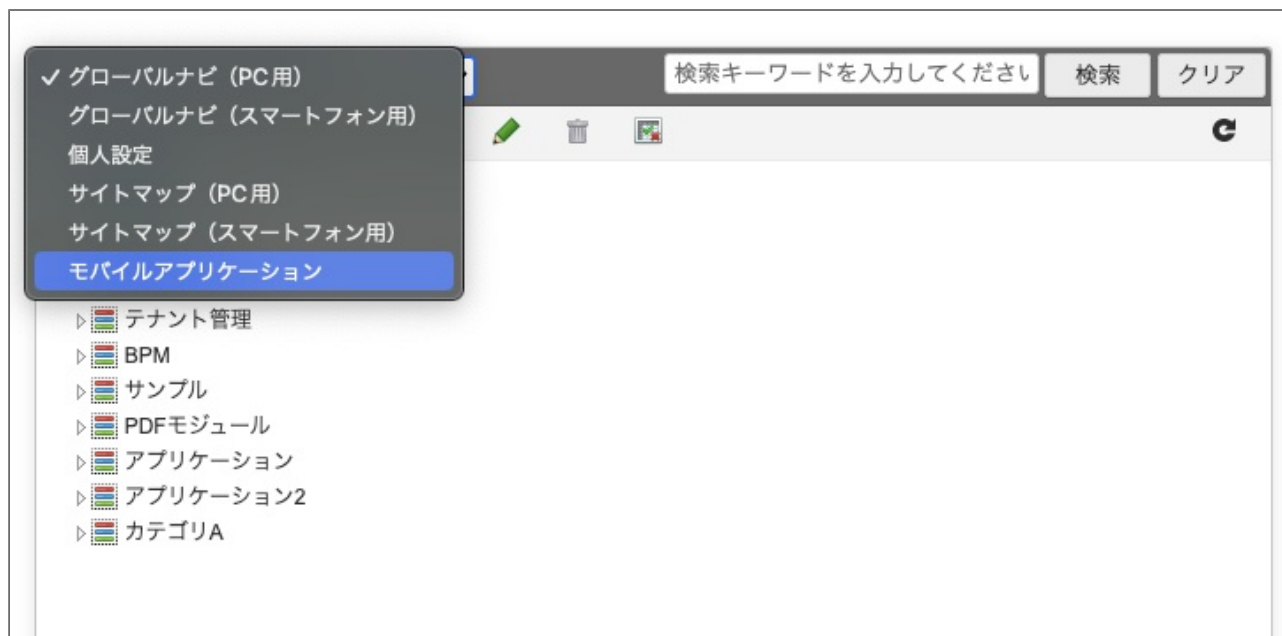 グローバルナビ（PC用）
グローバルナビ（スマートフォン用）
個人設定
サイトマップ（PC用）
サイトマップ（スマートフォン用）
モバイルアプリケーション
検索キーワードを入力してください
検索
クリア
テナント管理
BPM
サンプル
PDFモジュール
アプリケーション
アプリケーション2
カテゴリA